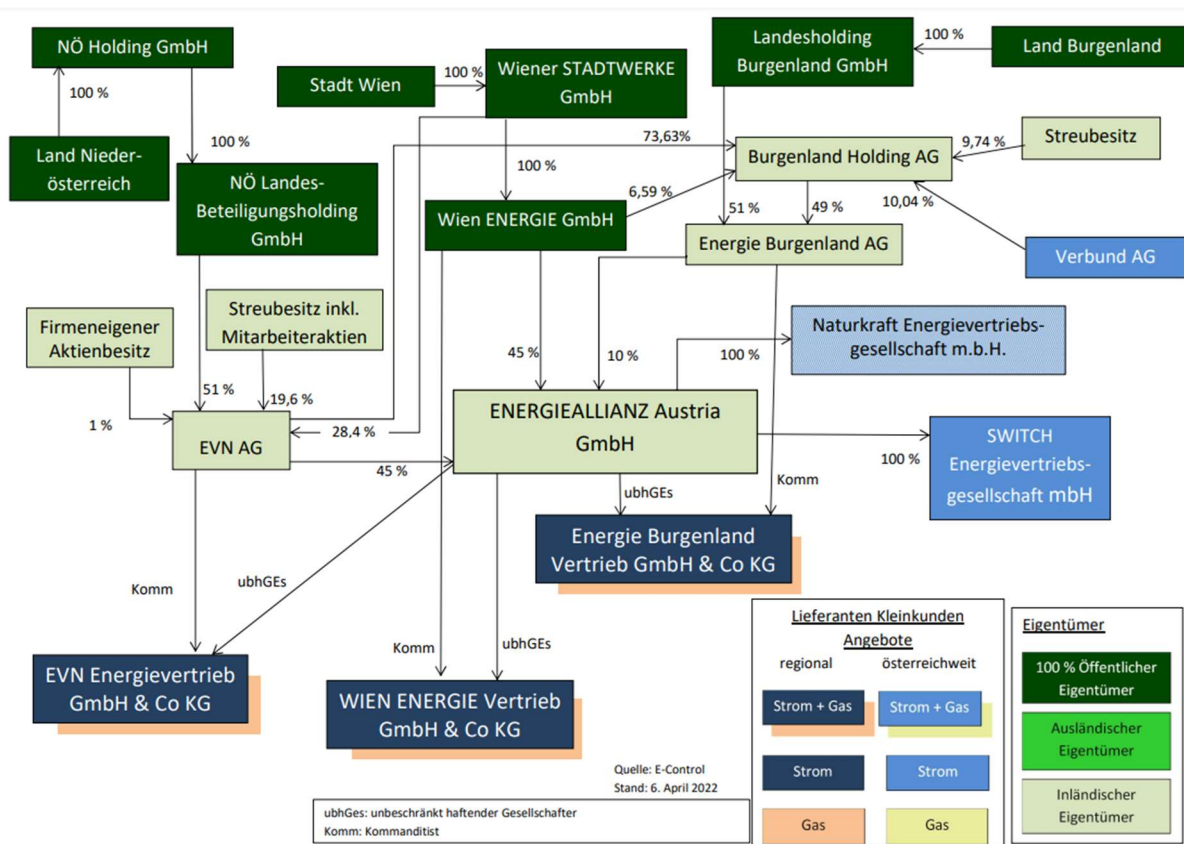 NÖ Holding GmbH
100 %
Land Nieder-
österreich
100 %
NÖ Landes-
Beteiligungsholding
GmbH
Stadt Wien
100 %
Wiener STADTWERKE
GmbH
100 %
Wien ENERGIE GmbH
Landesholding
Burgenland GmbH
100 %
Land Burgenland
73,63%
Burgenland Holding AG
9,74 %
Streubesitz
6,59 %
51 %
49 %
10,04 %
Energie Burgenland AG
Verbund AG
Firmeneigener
Aktienbesitz
Streubesitz inkl.
Mitarbeiteraktien
51 %
19,6 %
1 %
EVN AG
28,4 %
45 %
45 %
10 %
100 %
Naturkraft Energievertriebs-
gesellschaft m.b.H.
ENERGIEALLIANZ Austria
GmbH
100 %
SWITCH
Energievertriebs-
gesellschaft mbH
ubhGEs
Komm
Energie Burgenland
Vertrieb GmbH & Co KG
Komm
ubhGEs
Komm
ubhGEs
EVN Energievertrieb
GmbH & Co KG
WIEN ENERGIE Vertrieb
GmbH & Co KG
Quelle: E-Control
Stand: 6. April 2022
ubhGes: unbeschränkt haftender Gesellschafter
Komm: Kommanditist
Lieferanten Kleinkunden
Angebote
regional
österreichweit
Strom + Gas
Strom + Gas
Strom
Strom
Gas
Gas
Eigentümer
100 % Öffentlicher
Eigentümer
Ausländischer
Eigentümer
Inländischer
Eigentümer